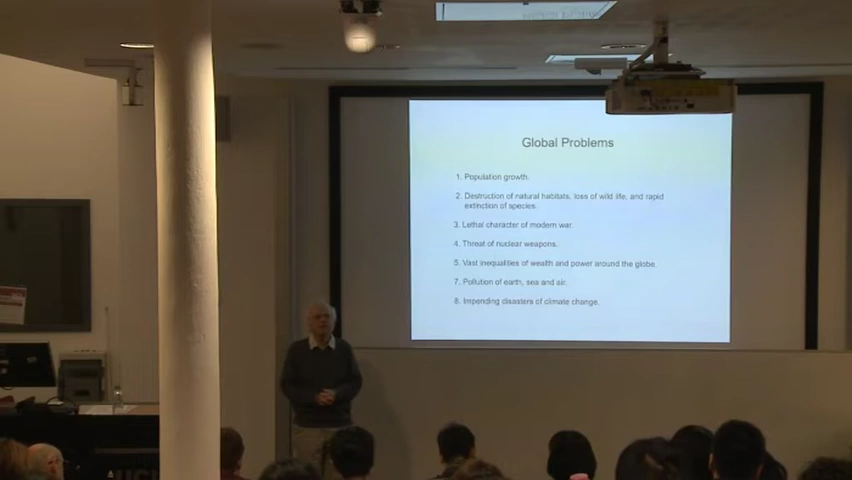 Global Problems
1. Population growth.
2. Destruction of natural habitats, loss of wild life, and rapid
extinction of species.
3. Lethal character of modern war.
4. Threat of nuclear weapons.
5. Vast inequalities of wealth and power around the globe.
7. Pollution of earth, sea and air.
8. Impending disasters of climate change.